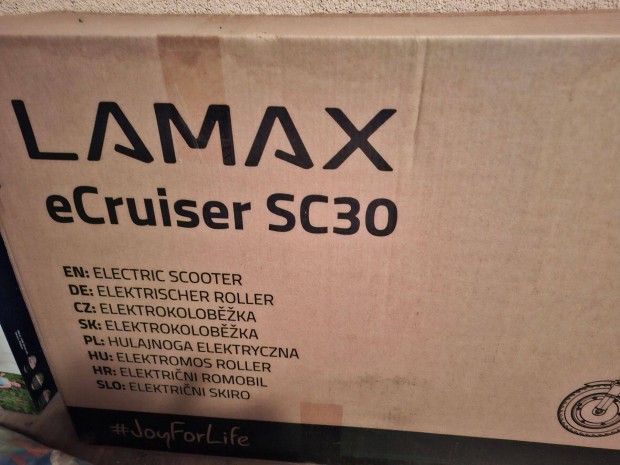 LAMAX
eCruiser SC30
EN: ELECTRIC SCOOTER
DE: ELEKTRISCHER ROLLER
CZ: ELEKTROKOLOBĚŽKA
SK: ELEKTROKOLOBĚŽKA
PL: HULAJNOGA ELEKTRYCZNA
HU: ELEKTROMOS ROLLER
HR: ELEKTRIČNI ROMOBIL
SLO: ELEKTRIČNI SKIRO
#JoyForLife